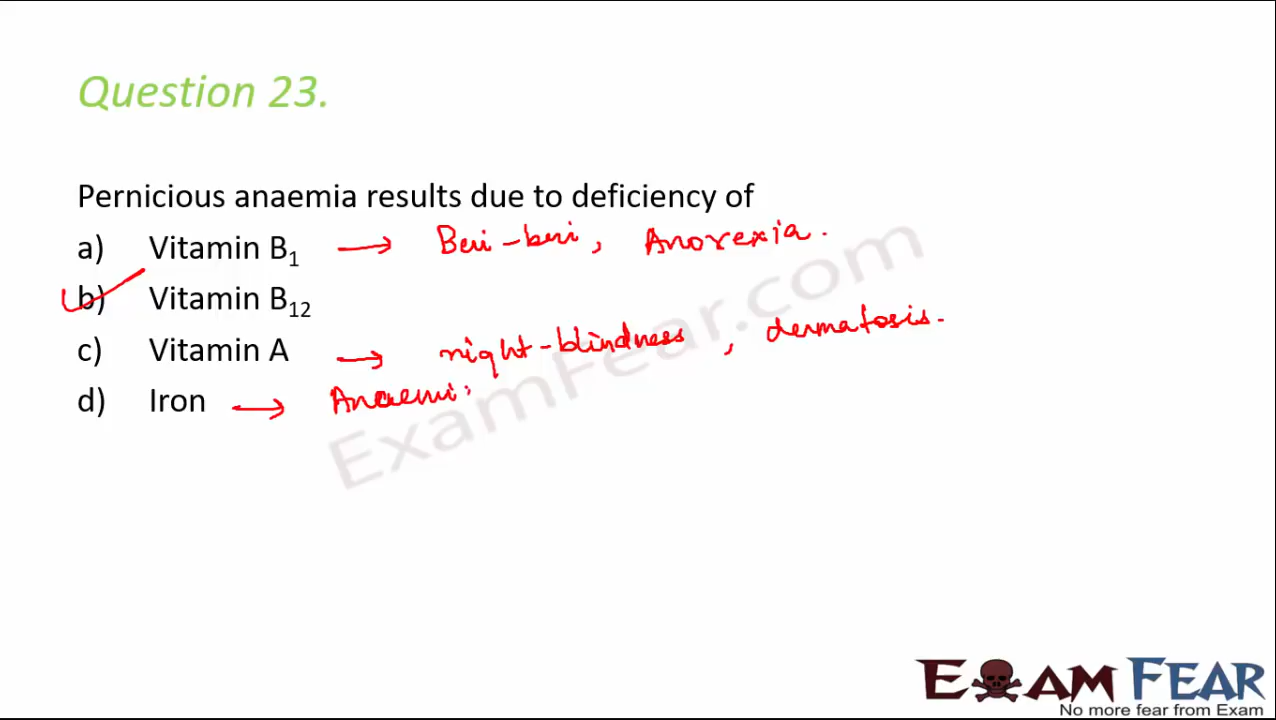 Question 23.
Pernicious anaemia results due to deficiency of
a) Vitamin B₁ → Beri-beri, Anorexia.
b) Vitamin B₁₂
c) Vitamin A → night-blindness, dermatosis.
d) Iron → Anaemi
ExamFear.com
EXAM FEAR
No more fear from Exam